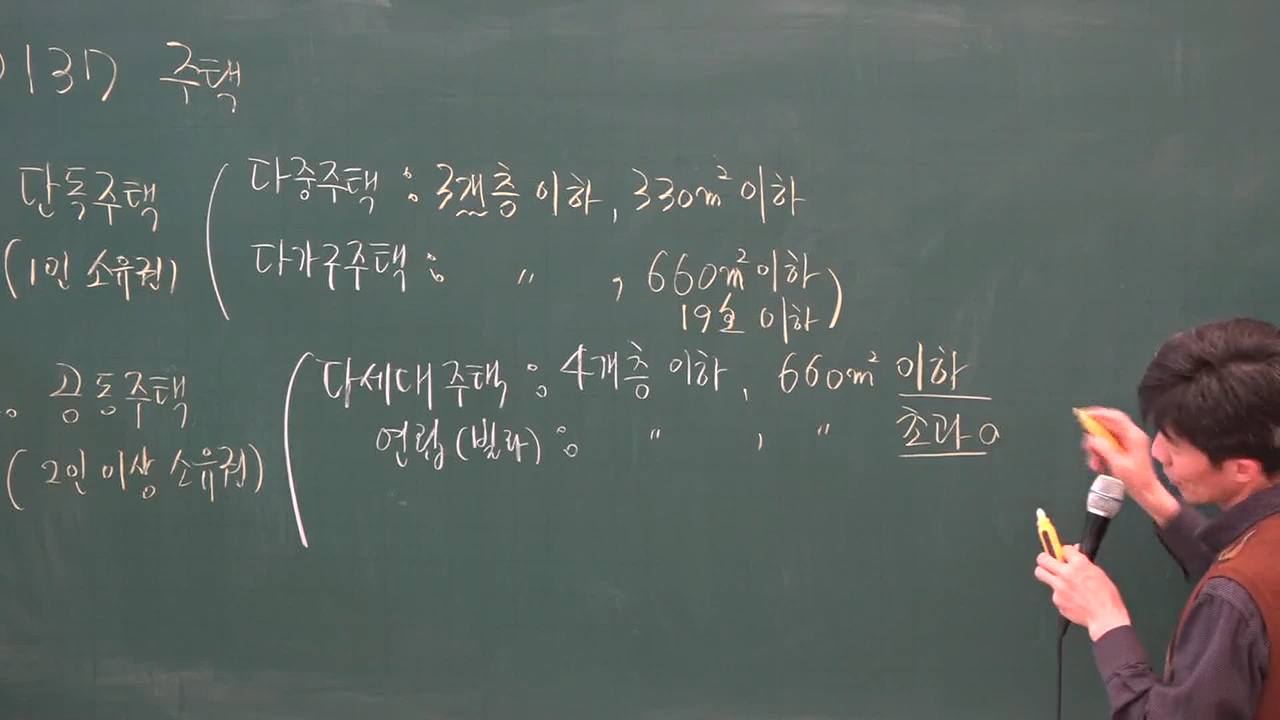 137 주택
단독주택
(1인 소유권)
다중주택 : 3개층 이하, 330m² 이하
다가구주택 : 〃 , 660m² 이하
19호 이하)
공동주택
(2인 이상 소유권)
다세대 주택 : 4개층 이하, 660m² 이하
연립(빌라) : 〃 , 〃 초과